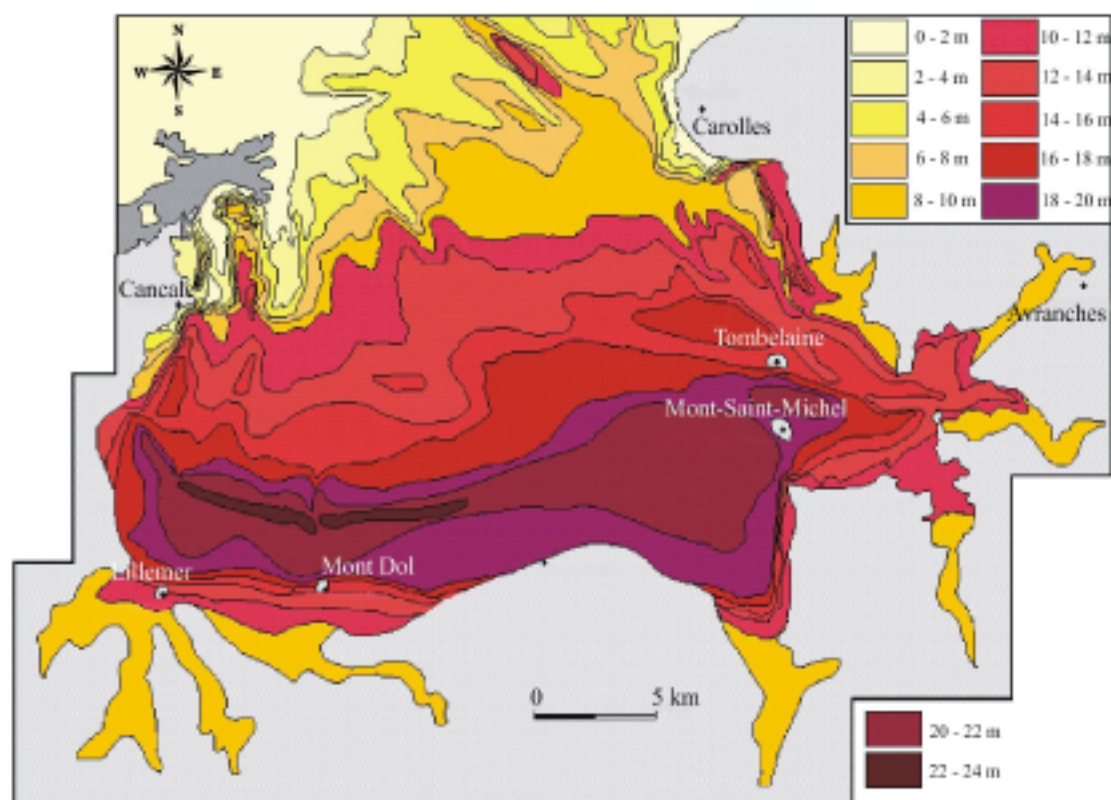 N
W E
S
0 - 2 m
2 - 4 m
4 - 6 m
6 - 8 m
8 - 10 m
10 - 12 m
12 - 14 m
14 - 16 m
16 - 18 m
18 - 20 m
Carolles
Cancale
Avranches
Tombelaine
Mont-Saint-Michel
Lillemer
Mont Dol
0 5 km
20 - 22 m
22 - 24 m